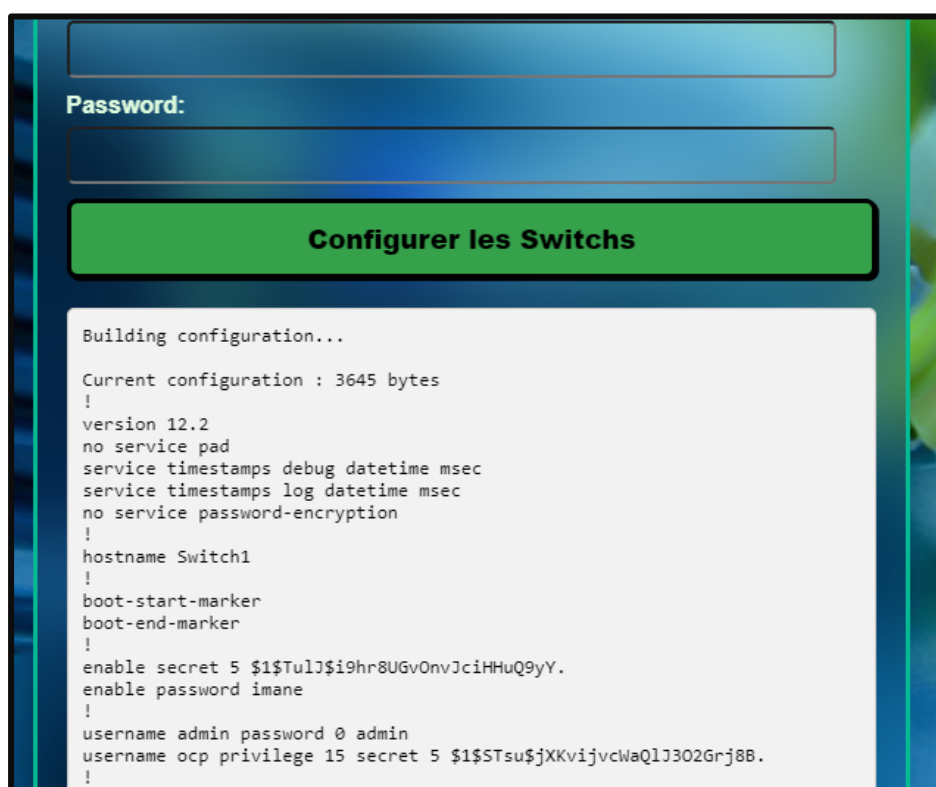 Password:
Configurer les Switchs
Building configuration...
Current configuration : 3645 bytes
!
version 12.2
no service pad
service timestamps debug datetime msec
service timestamps log datetime msec
no service password-encryption
!
hostname Switch1
!
boot-start-marker
boot-end-marker
!
enable secret 5 $1$TulJ$i9hr8UGvOnvJciHHuQ9yY.
enable password imane
!
username admin password 0 admin
username ocp privilege 15 secret 5 $1$STsu$jXKvijvcWaQlJ3O2Grj8B.
!